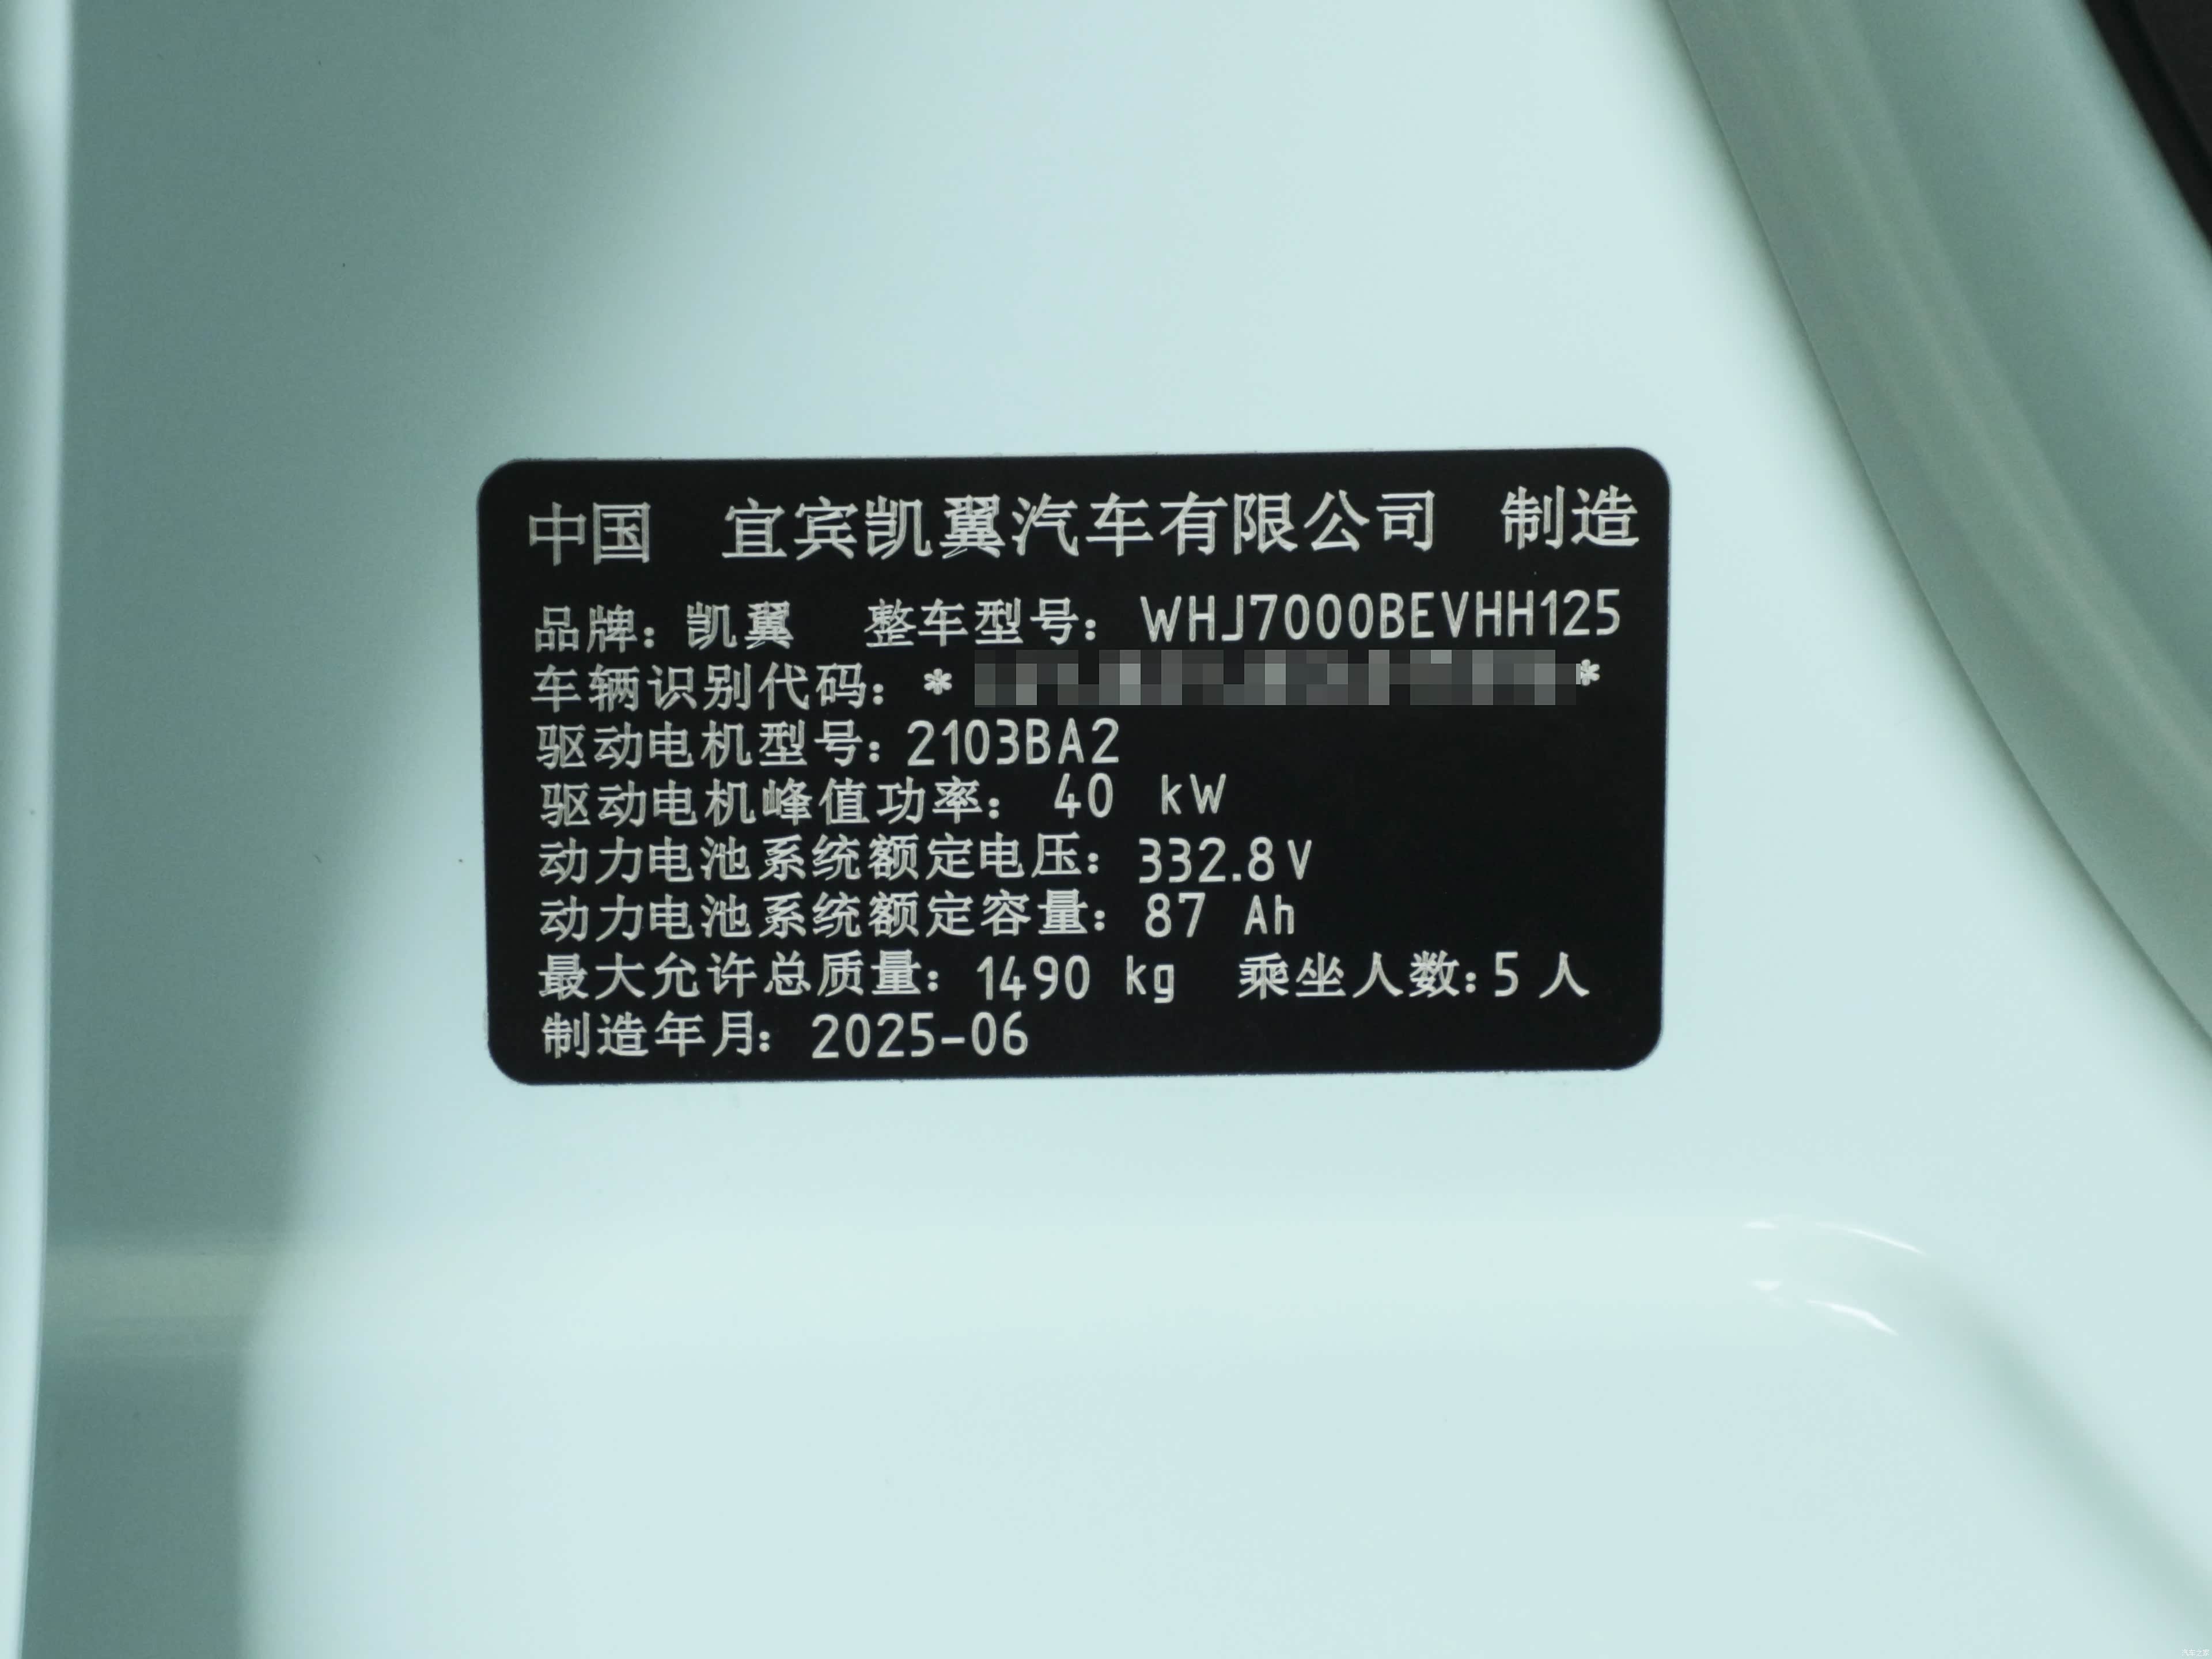 中国 宜宾凯翼汽车有限公司 制造
品牌：凯翼 整车型号：WHJ7000BEVHH125
车辆识别代码：* *
驱动电机型号：2103BA2
驱动电机峰值功率：40 kW
动力电池系统额定电压：332.8V
动力电池系统额定容量：87 Ah
最大允许总质量：1490 kg 乘坐人数：5人
制造年月：2025-06
汽车之家